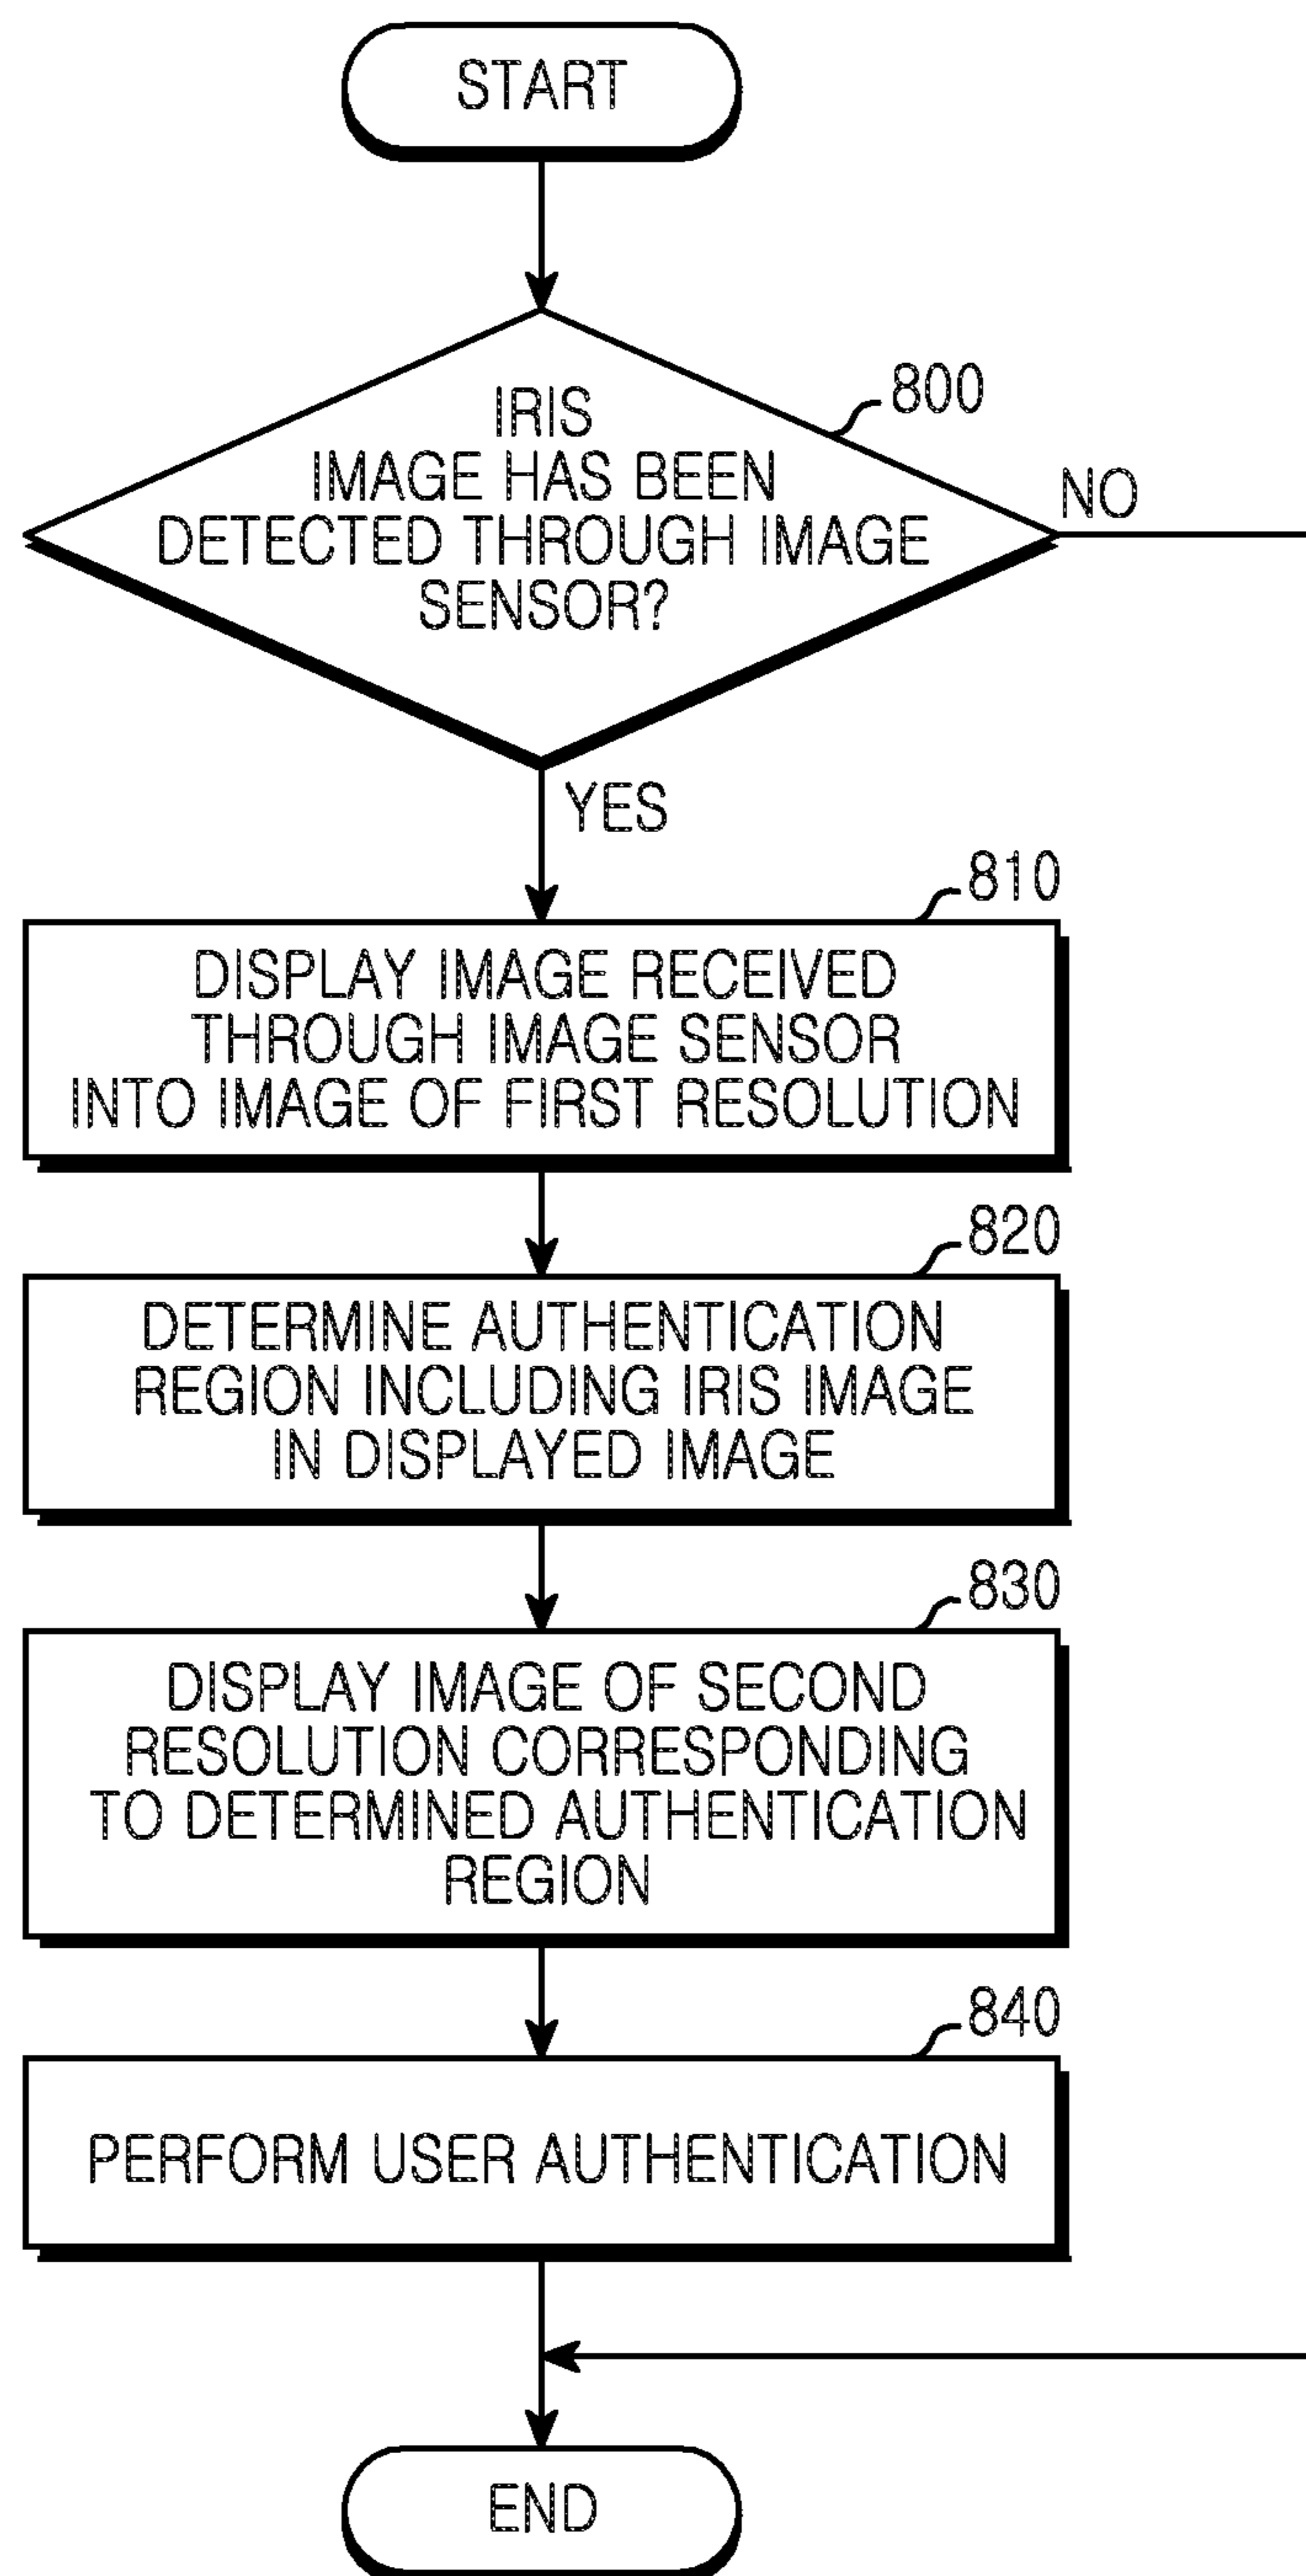 START
800
IRIS
IMAGE HAS BEEN
DETECTED THROUGH IMAGE
SENSOR?
NO
YES
810
DISPLAY IMAGE RECEIVED
THROUGH IMAGE SENSOR
INTO IMAGE OF FIRST RESOLUTION
820
DETERMINE AUTHENTICATION
REGION INCLUDING IRIS IMAGE
IN DISPLAYED IMAGE
830
DISPLAY IMAGE OF SECOND
RESOLUTION CORRESPONDING
TO DETERMINED AUTHENTICATION
REGION
840
PERFORM USER AUTHENTICATION
END